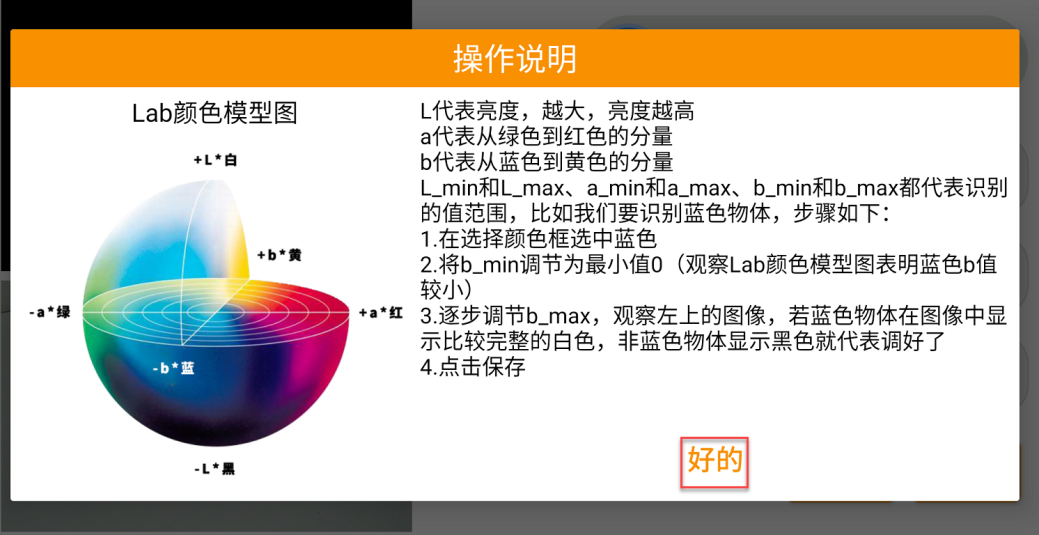 操作说明
Lab颜色模型图
+L*白
+b*黄
-a*绿
+a*红
-b*蓝
-L*黑
L代表亮度，越大，亮度越高
a代表从绿色到红色的分量
b代表从蓝色到黄色的分量
L_min和L_max、a_min和a_max、b_min和b_max都代表识别
的值范围，比如我们要识别蓝色物体，步骤如下：
1.在选择颜色框选中蓝色
2.将b_min调节为最小值0（观察Lab颜色模型图表明蓝色b值
较小）
3.逐步调节b_max，观察左上的图像，若蓝色物体在图像中显
示比较完整的白色，非蓝色物体显示黑色就代表调好了
4.点击保存
好的